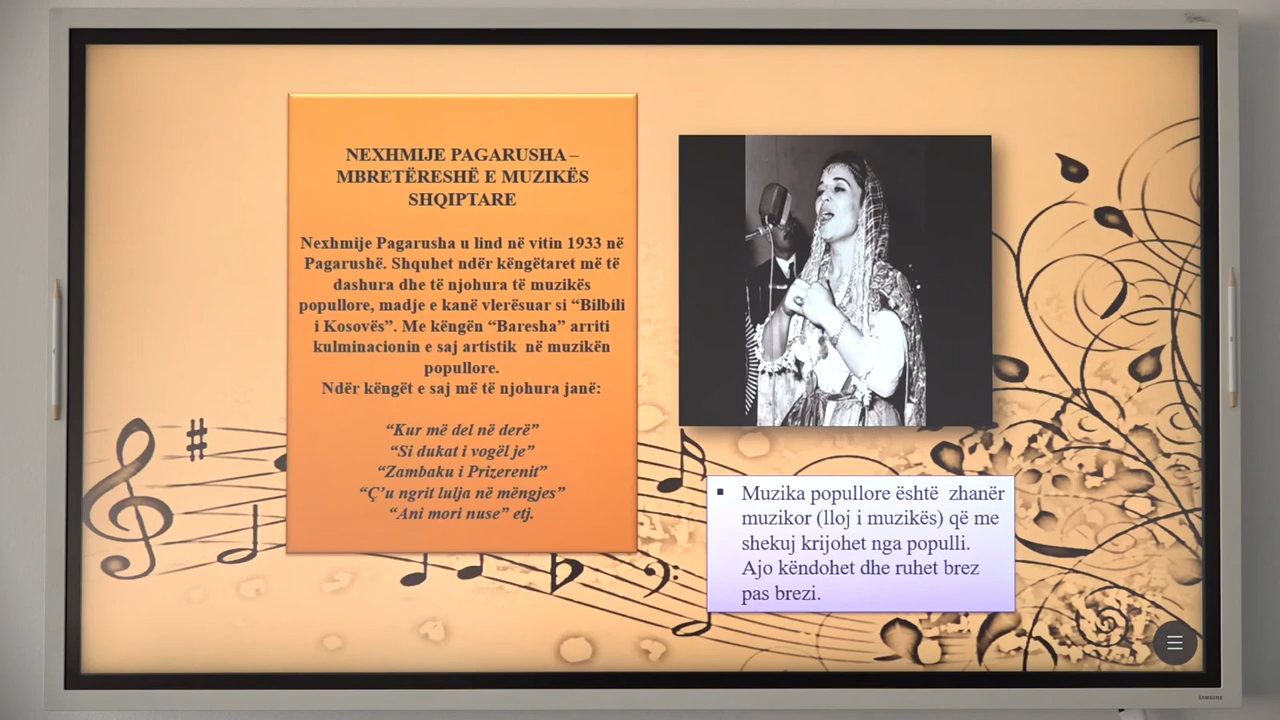 NEXHMIJE PAGARUSHA –
MBRETËRESHË E MUZIKËS
SHQIPTARE
Nexhmije Pagarusha u lind në vitin 1933 në
Pagarushë. Shquhet ndër këngëtaret më të
dashura dhe të njohura të muzikës
popullore, madje e kanë vlerësuar si “Bilbili
i Kosovës”. Me këngën “Baresha” arriti
kulminacionin e saj artistik në muzikën
popullore.
Ndër këngët e saj më të njohura janë:
“Kur më del në derë”
“Si dukat i vogël je”
“Zambaku i Prizerenit”
“Ç’u ngrit lulja në mëngjes”
“Ani mori nuse” etj.
▪ Muzika popullore është zhanër
muzikor (lloj i muzikës) që me
shekuj krijohet nga populli.
Ajo këndohet dhe ruhet brez
pas brezi.
SAMSUNG